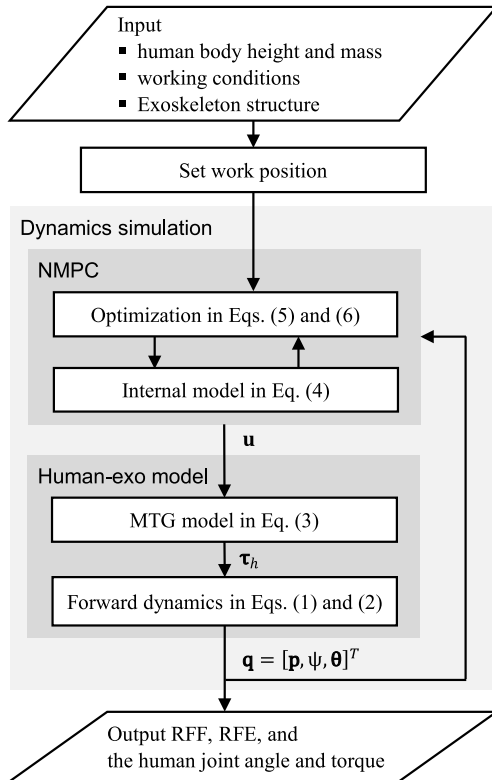 Input
▪ human body height and mass
▪ working conditions
▪ Exoskeleton structure
Set work position
Dynamics simulation
NMPC
Optimization in Eqs. (5) and (6)
Internal model in Eq. (4)
u
Human-exo model
MTG model in Eq. (3)
τₕ
Forward dynamics in Eqs. (1) and (2)
q = [p, ψ, θ]ᵀ
Output RFF, RFE, and
the human joint angle and torque